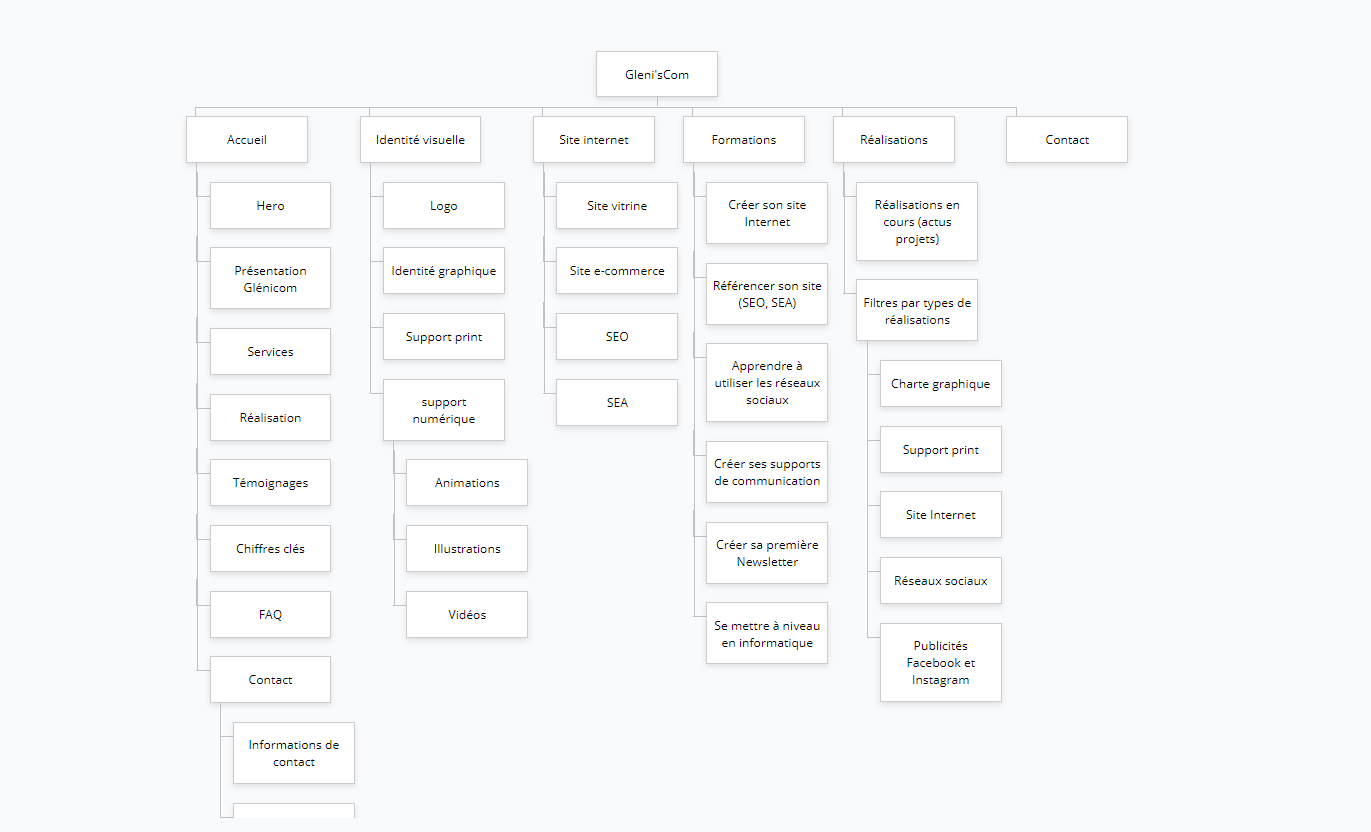 Gleni'sCom
Accueil
Identité visuelle
Site internet
Formations
Réalisations
Contact
Hero
Présentation
Glénicom
Services
Réalisation
Témoignages
Chiffres clés
FAQ
Contact
Informations de
contact
Logo
Identité graphique
Support print
support
numérique
Animations
Illustrations
Vidéos
Site vitrine
Site e-commerce
SEO
SEA
Créer son site
Internet
Référencer son site
(SEO, SEA)
Apprendre à
utiliser les réseaux
sociaux
Créer ses supports
de communication
Créer sa première
Newsletter
Se mettre à niveau
en informatique
Réalisations en
cours (actus
projets)
Filtres par types de
réalisations
Charte graphique
Support print
Site Internet
Réseaux sociaux
Publicités
Facebook et
Instagram